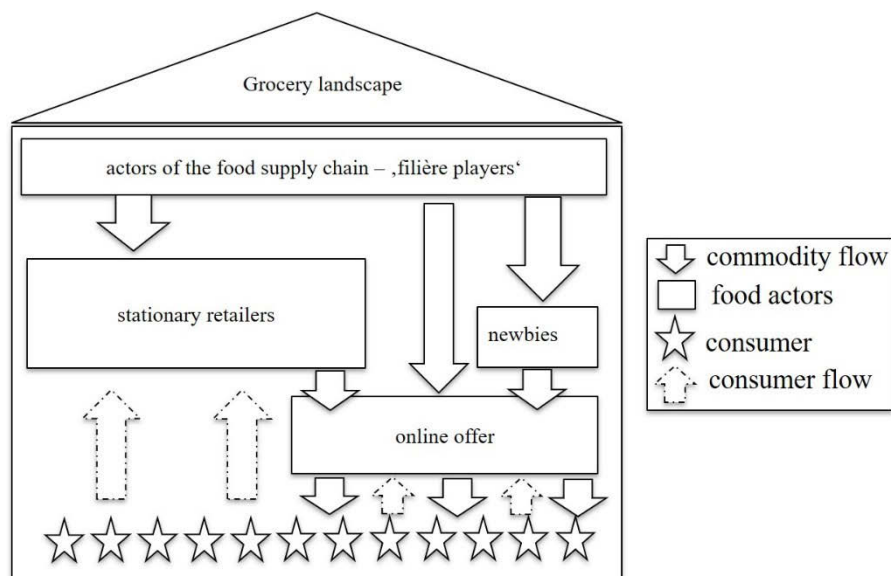 Grocery landscape
actors of the food supply chain – ‚filière players‘
stationary retailers
newbies
online offer
commodity flow
food actors
consumer
consumer flow